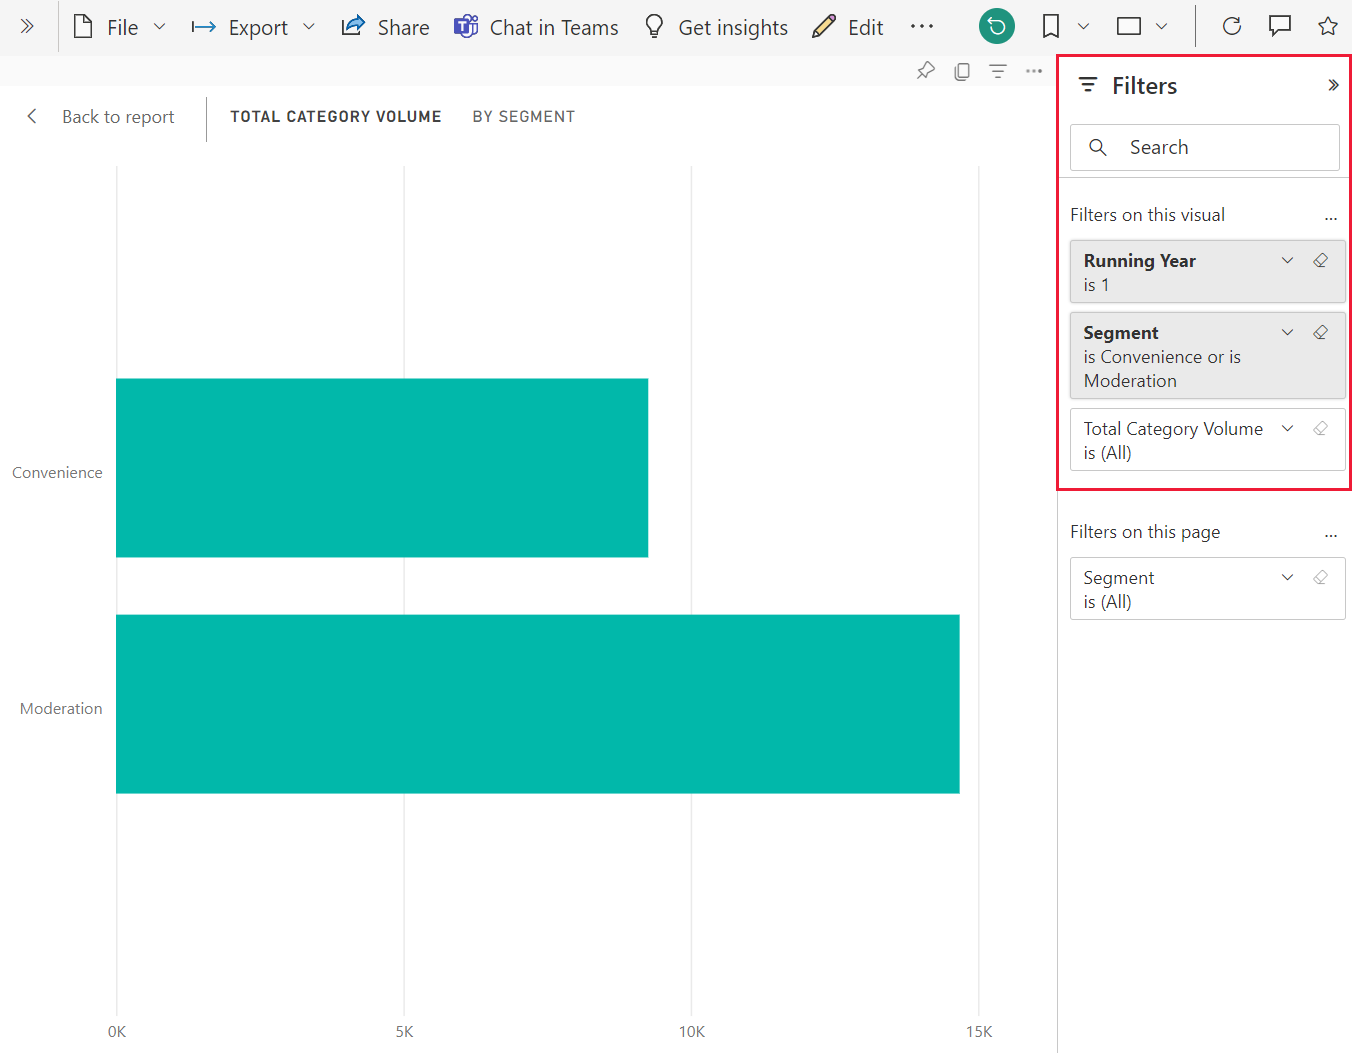 File Export Share Chat in Teams Get insights Edit
Back to report TOTAL CATEGORY VOLUME BY SEGMENT
Convenience
Moderation
0K 5K 10K 15K
Filters
Search
Filters on this visual
Running Year
is 1
Segment
is Convenience or is
Moderation
Total Category Volume
is (All)
Filters on this page
Segment
is (All)